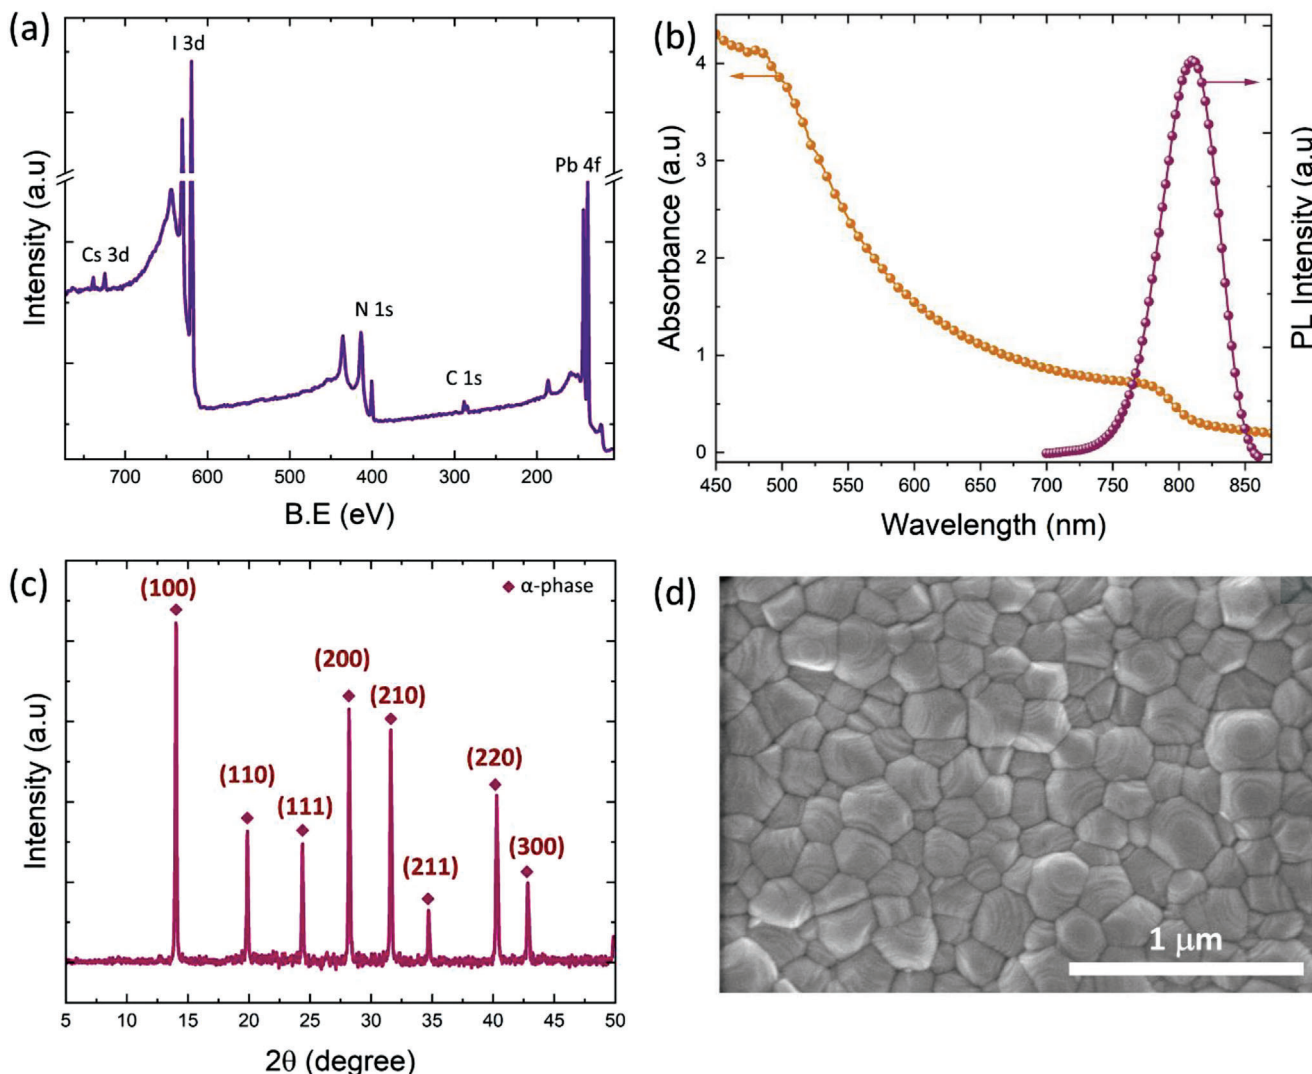 (a)
I 3d
Pb 4f
Cs 3d
N 1s
C 1s
Intensity (a.u)
700 600 500 400 300 200
B.E (eV)
(b)
4
3
2
1
0
Absorbance (a.u)
PL Intensity (a.u)
450 500 550 600 650 700 750 800 850
Wavelength (nm)
(c)
α-phase
(100)
(110)
(111)
(200)
(210)
(211)
(220)
(300)
Intensity (a.u)
5 10 15 20 25 30 35 40 45 50
2θ (degree)
(d)
1 μm